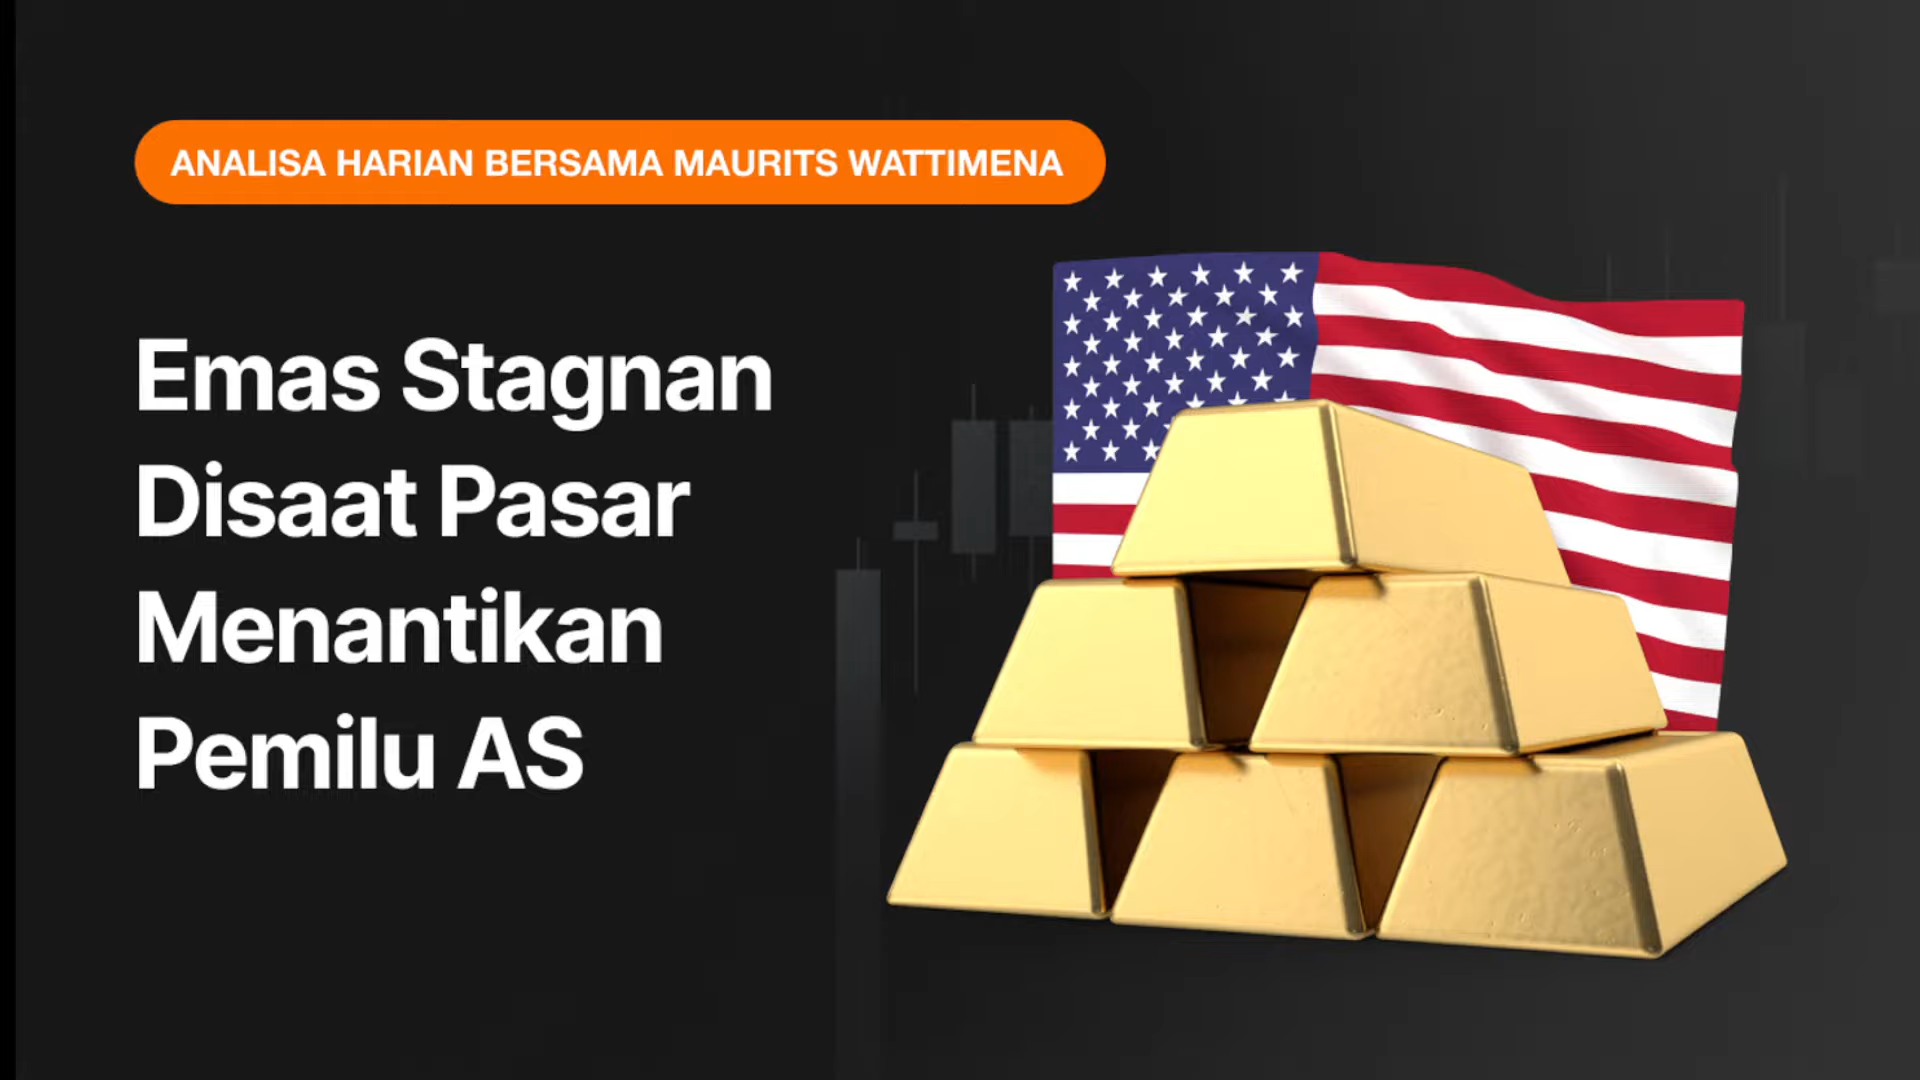 ANALISA HARIAN BERSAMA MAURITS WATTIMENA
Emas Stagnan
Disaat Pasar
Menantikan
Pemilu AS